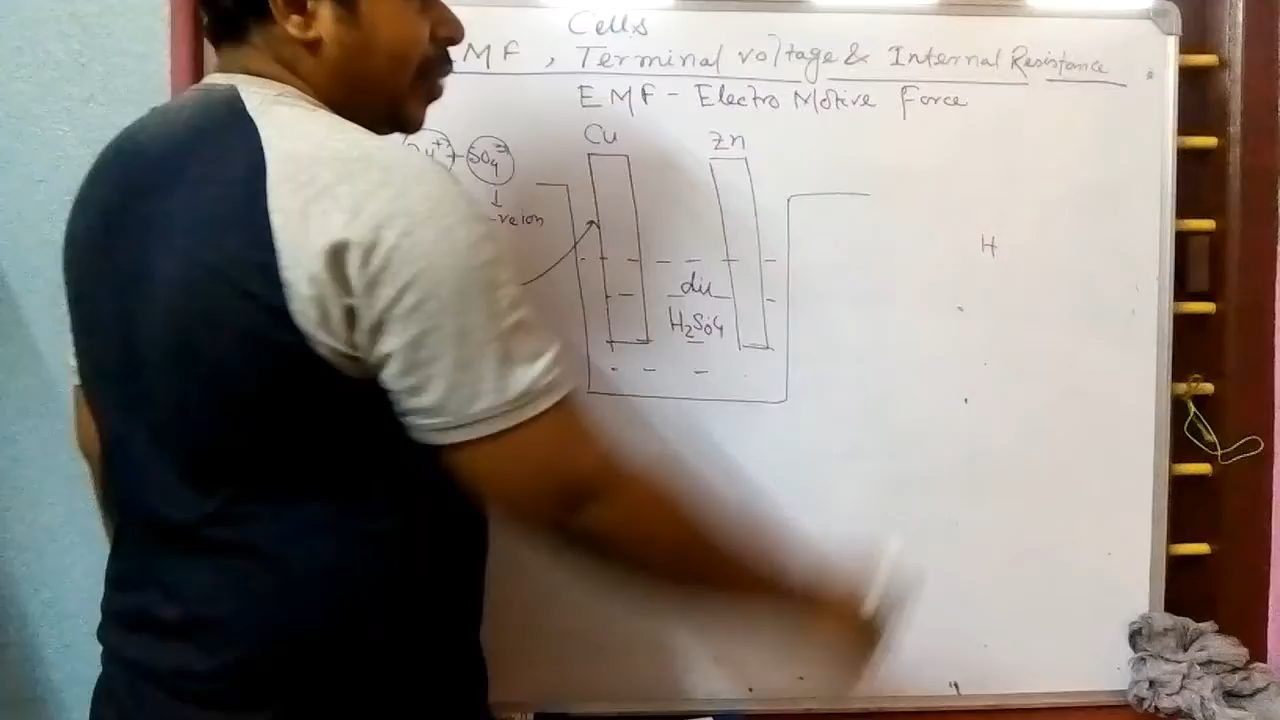 Cells
EMF, Terminal voltage & Internal Resistance
EMF - Electro Motive Force
Cu
Zn
SO4=
-ve ion
H
dil
H2SO4